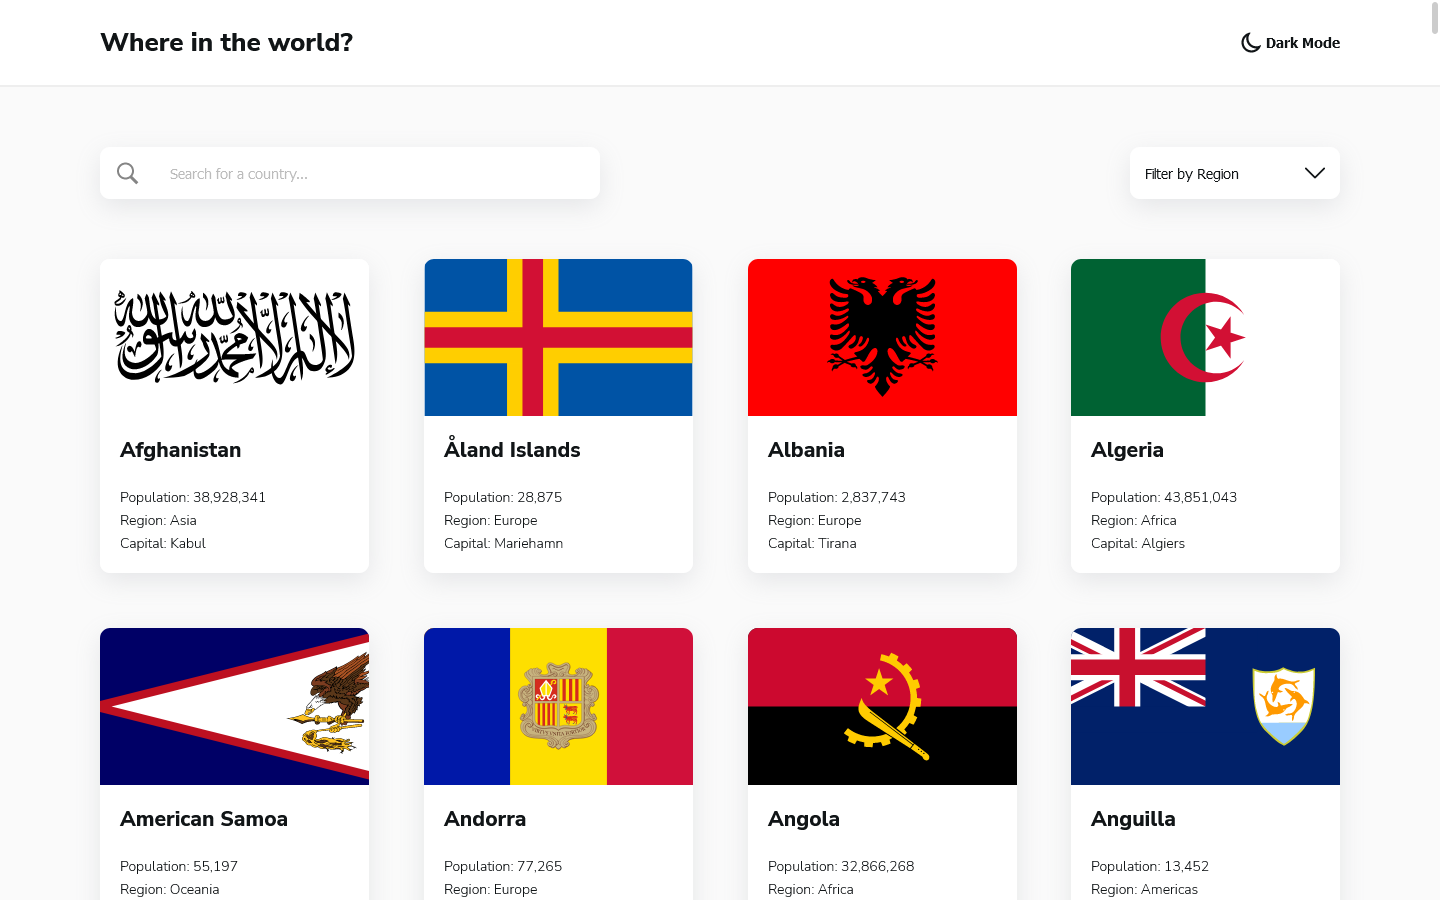 Where in the world?
Dark Mode
Search for a country...
Filter by Region
لا إله إلا الله محمد رسول الله
Afghanistan
Population: 38,928,341
Region: Asia
Capital: Kabul
Åland Islands
Population: 28,875
Region: Europe
Capital: Mariehamn
Albania
Population: 2,837,743
Region: Europe
Capital: Tirana
Algeria
Population: 43,851,043
Region: Africa
Capital: Algiers
American Samoa
Population: 55,197
Region: Oceania
Andorra
Population: 77,265
Region: Europe
Angola
Population: 32,866,268
Region: Africa
Anguilla
Population: 13,452
Region: Americas